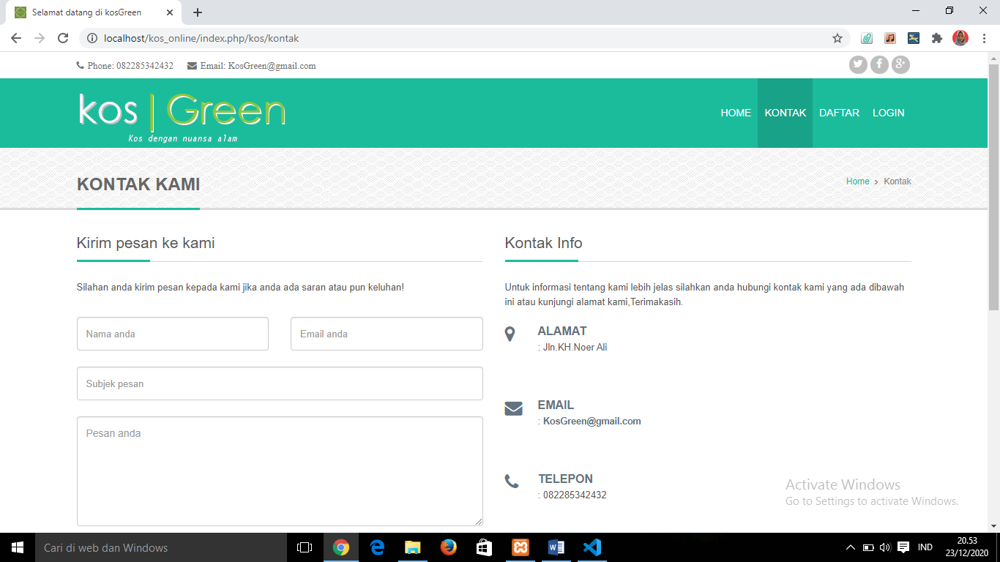 Selamat datang di kosGreen
localhost/kos_online/index.php/kos/kontak
Phone: 082285342432 Email: KosGreen@gmail.com
kos | Green
Kos dengan nuansa alam
HOME KONTAK DAFTAR LOGIN
KONTAK KAMI
Home > Kontak
Kirim pesan ke kami
Silahan anda kirim pesan kepada kami jika anda ada saran atau pun keluhan!
Nama anda
Email anda
Subjek pesan
Pesan anda
Kontak Info
Untuk informasi tentang kami lebih jelas silahkan anda hubungi kontak kami yang ada dibawah
ini atau kunjungi alamat kami,Terimakasih.
ALAMAT
: Jln.KH.Noer Ali
EMAIL
: KosGreen@gmail.com
TELEPON
: 082285342432
Activate Windows
Go to Settings to activate Windows.
Cari di web dan Windows
IND
20.53
23/12/2020